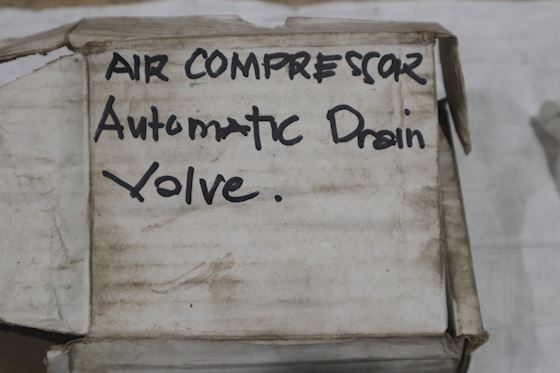 AIR COMPRESSOR
Automatic Drain
Valve.